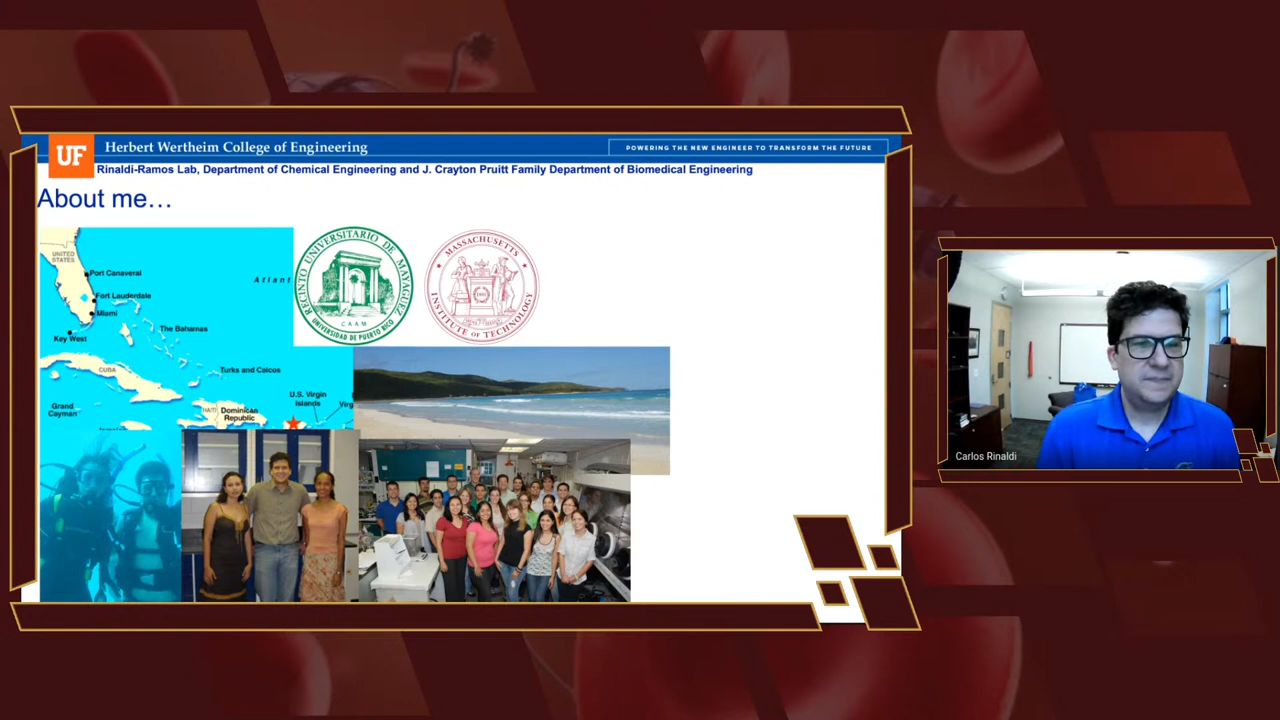 UF
Herbert Wertheim College of Engineering
POWERING THE NEW ENGINEER TO TRANSFORM THE FUTURE
Rinaldi-Ramos Lab, Department of Chemical Engineering and J. Crayton Pruitt Family Department of Biomedical Engineering
About me…
UNITED
STATES
Port Canaveral
Atlant
Fort Lauderdale
Miami
Key West
The Bahamas
CUBA
Turks and Caicos
Grand
Cayman
HAITI
Dominican
Republic
U.S. Virgin
Islands
Virg
RECINTO UNIVERSITARIO DE MAYAGÜEZ
CAAM
UNIVERSIDAD DE PUERTO RICO
MASSACHUSETTS
INSTITUTE OF TECHNOLOGY
Carlos Rinaldi